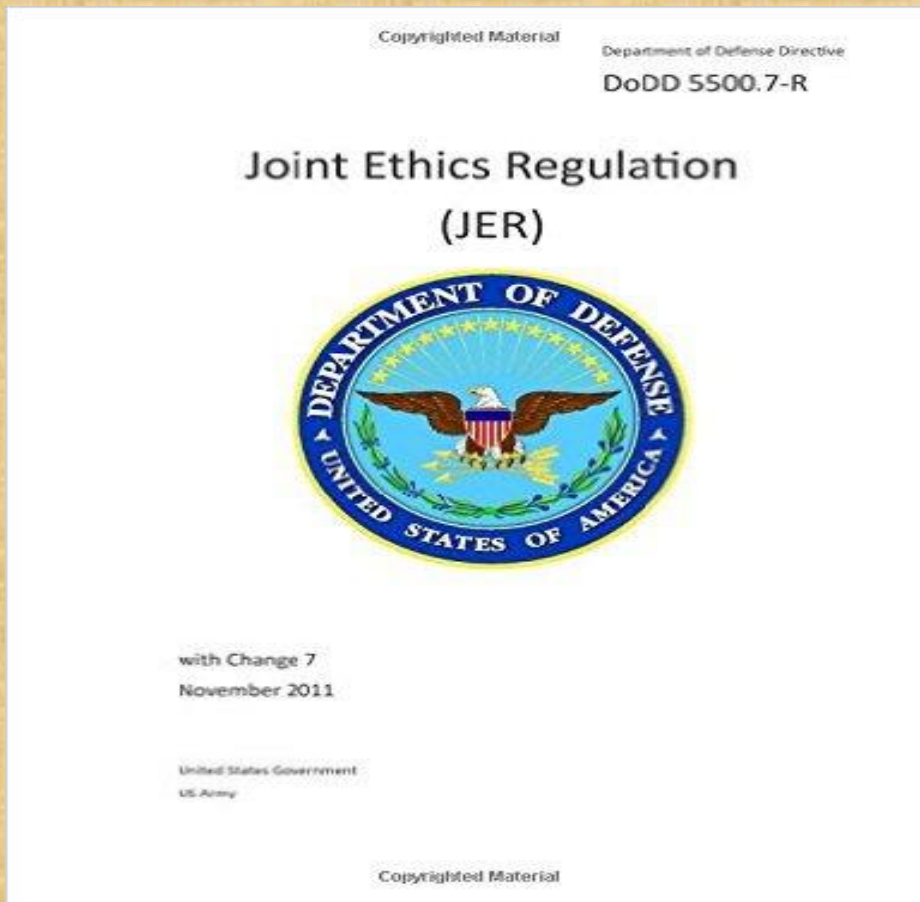 Copyrighted Material
Department of Defense Directive
DoDD 5500.7-R
Joint Ethics Regulation
(JER)
DEPARTMENT OF DEFENSE
UNITED STATES OF AMERICA
with Change 7
November 2011
United States Government
US Army
Copyrighted Material